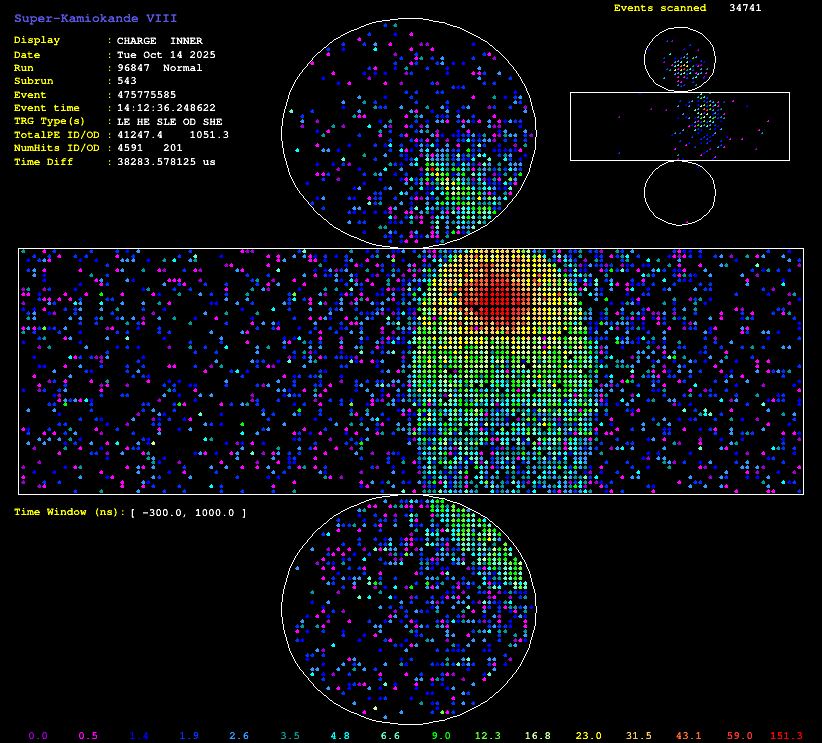 Super-Kamiokande VIII
Events scanned 34741
Display : CHARGE INNER
Date : Tue Oct 14 2025
Run : 96847 Normal
Subrun : 543
Event : 475775585
Event time : 14:12:36.248622
TRG Type(s) : LE HE SLE OD SHE
TotalPE ID/OD : 41247.4 1051.3
NumHits ID/OD : 4591 201
Time Diff : 38283.578125 us
Time Window (ns): [ -300.0, 1000.0 ]
0.0 0.5 1.4 1.9 2.6 3.5 4.8 6.6 9.0 12.3 16.8 23.0 31.5 43.1 59.0 151.3